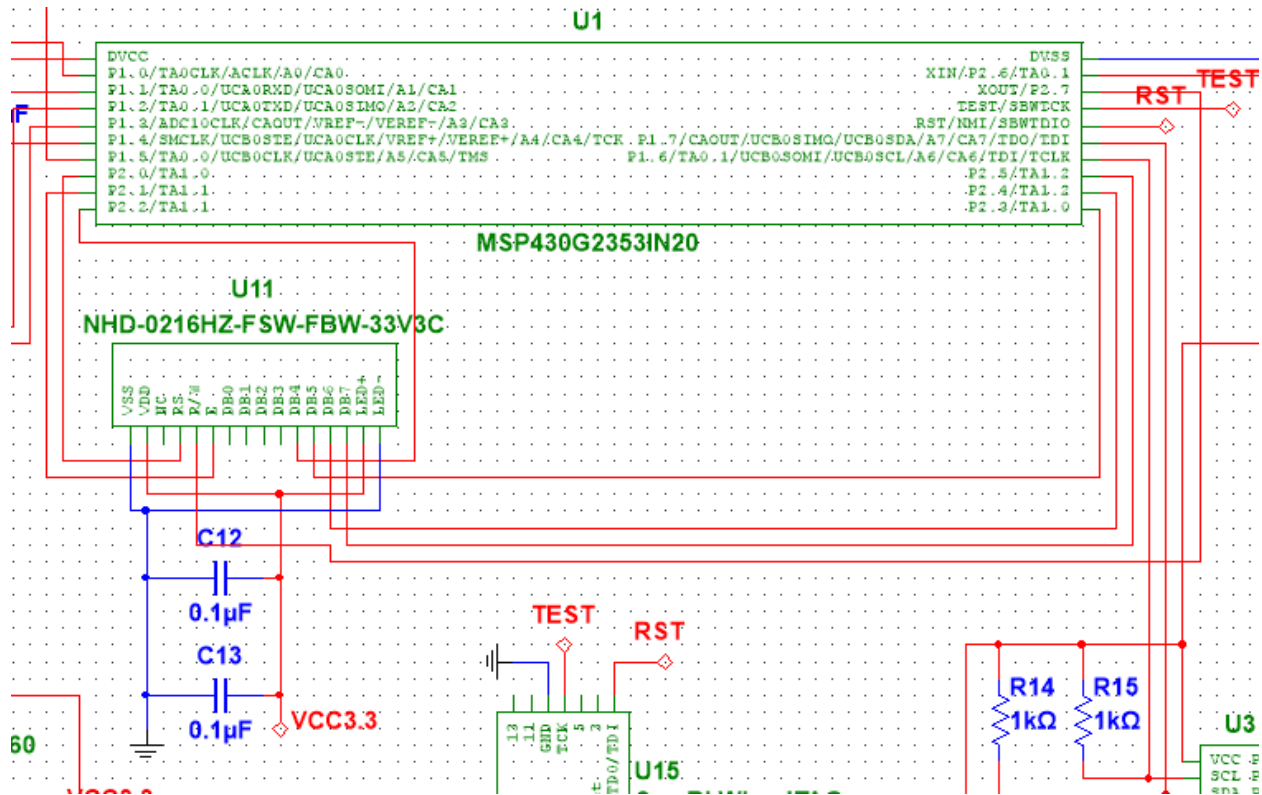 U1
DVCC
P1.0/TA0CLK/ACLK/A0/CA0
P1.1/TA0.0/UCA0RXD/UCA0SOMI/A1/CA1
P1.2/TA0.1/UCA0TXD/UCA0SIMO/A2/CA2
P1.3/ADC10CLK/CAOUT/VREF-/VEREF-/A3/CA3
P1.4/SMCLK/UCB0STE/UCA0CLK/VREF+/VEREF+/A4/CA4/TCK
P1.5/TA0.0/UCB0CLK/UCA0STE/A5/CA5/TMS
P2.0/TA1.0
P2.1/TA1.1
P2.2/TA1.1
DVSS
XIN/P2.6/TA0.1
XOUT/P2.7
TEST/SBWTCK
RST/NMI/SBWTDIO
P1.7/CAOUT/UCB0SIMO/UCB0SDA/A7/CA7/TDO/TDI
P1.6/TA0.1/UCB0SOMI/UCB0SCL/A6/CA6/TDI/TCLK
P2.5/TA1.2
P2.4/TA1.2
P2.3/TA1.0
TEST
RST
F
MSP430G2353IN20
U11
NHD-0216HZ-FSW-FBW-33V3C
VSS
VDD
NC
RS
R/W
E
DB0
DB1
DB2
DB3
DB4
DB5
DB6
DB7
LED+
LED-
C12
0.1µF
C13
0.1µF
VCC3.3
60
TEST
RST
13
11
GND
TCK
5
3
TDO/TDI
U15
R14
1kΩ
R15
1kΩ
U3
VCC P
SCL P